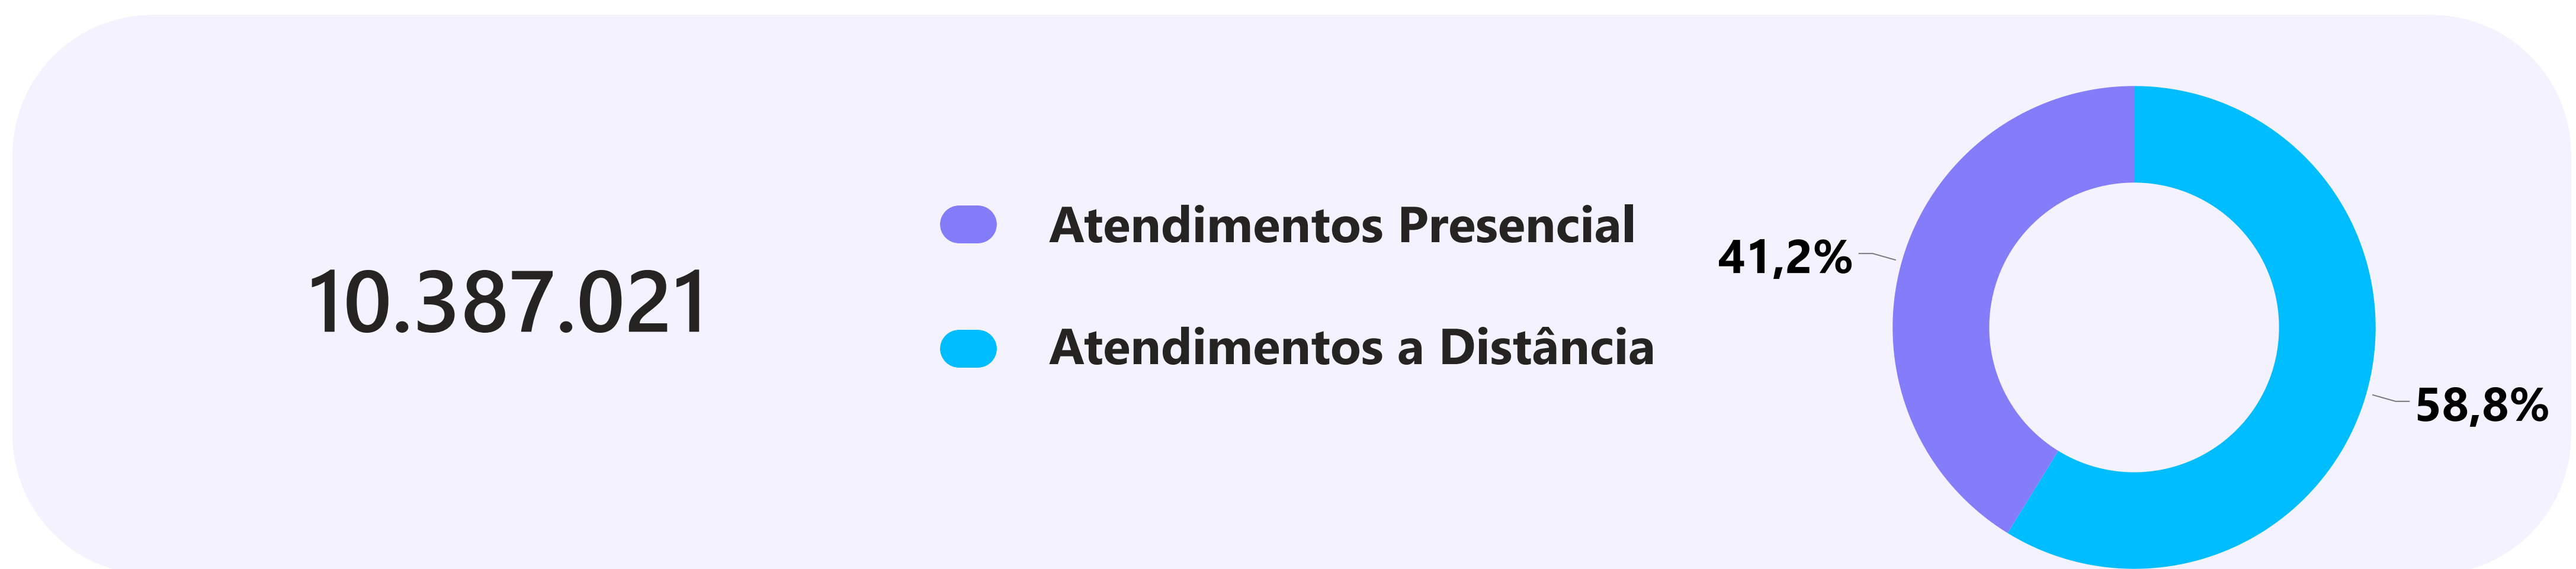 10.387.021
Atendimentos Presencial
Atendimentos a Distância
41,2%
58,8%